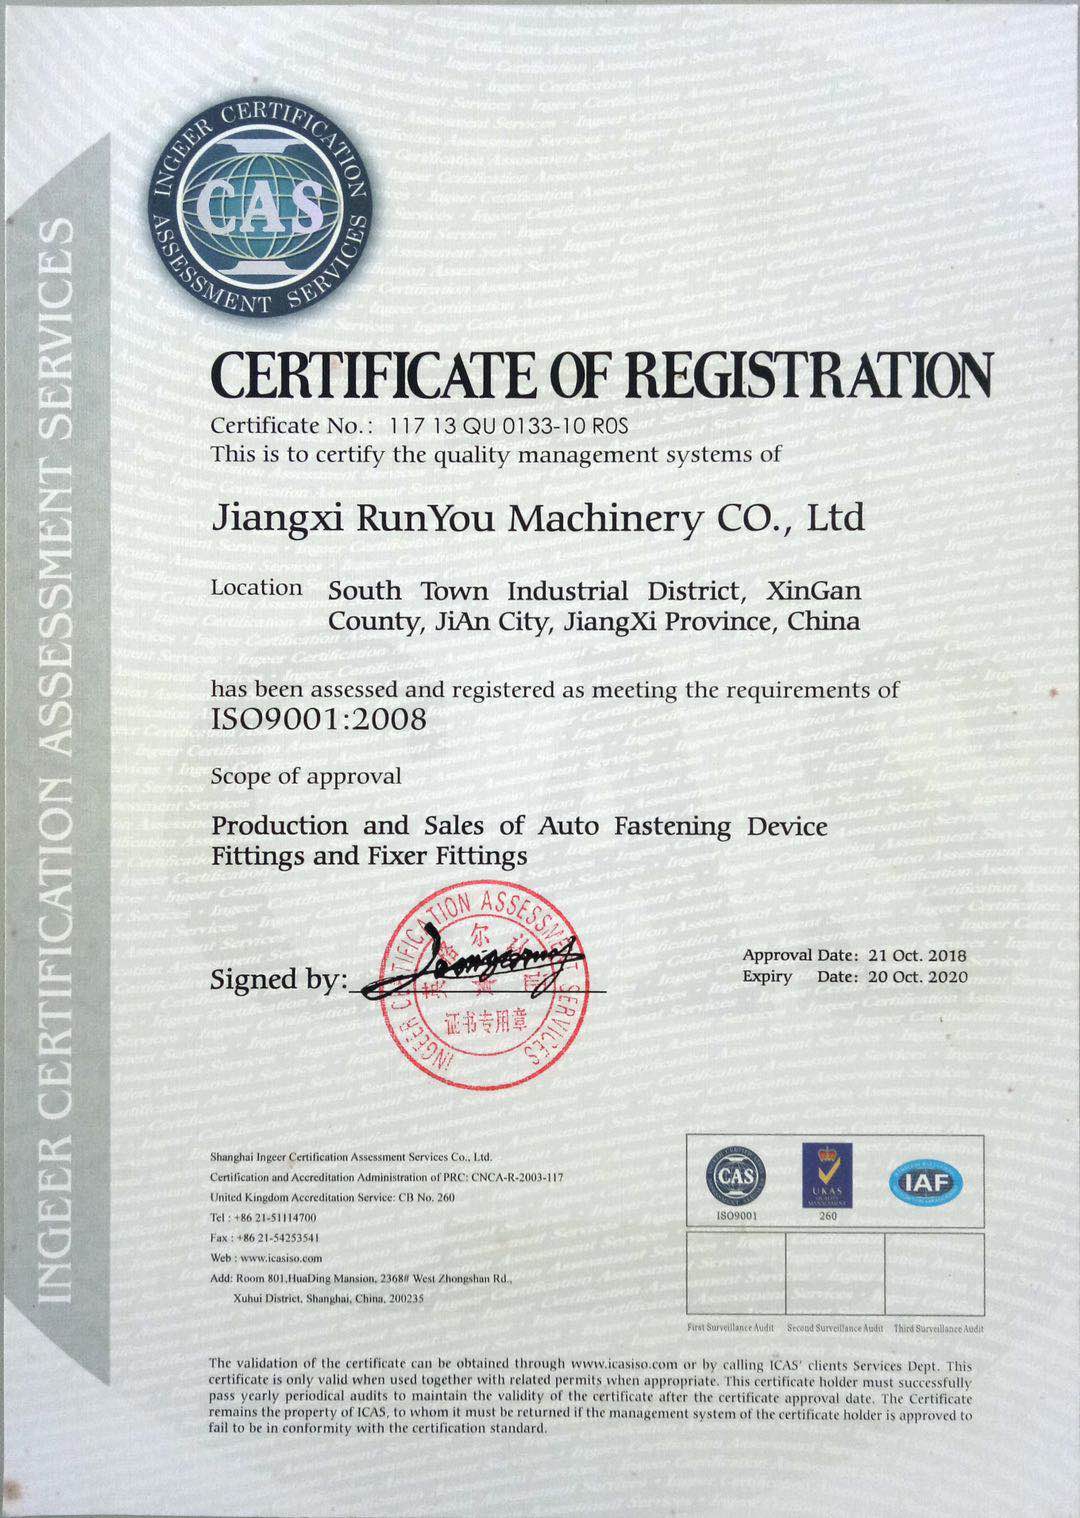 INGEER CERTIFICATION
ASSESSMENT SERVICES
CAS
INGEER CERTIFICATION ASSESSMENT SERVICES
CERTIFICATE OF REGISTRATION
Certificate No.: 117 13 QU 0133-10 R0S
This is to certify the quality management systems of
Jiangxi RunYou Machinery CO., Ltd
Location South Town Industrial District, XinGan
County, JiAn City, JiangXi Province, China
has been assessed and registered as meeting the requirements of
ISO9001:2008
Scope of approval
Production and Sales of Auto Fastening Device
Fittings and Fixer Fittings
INGEER CERTIFICATION ASSESSMENT SERVICES
证书专用章
Signed by:
Approval Date: 21 Oct. 2018
Expiry Date: 20 Oct. 2020
Shanghai Ingeer Certification Assessment Services Co., Ltd.
Certification and Accreditation Administration of PRC: CNCA-R-2003-117
United Kingdom Accreditation Service: CB No. 260
Tel : +86 21-51114700
Fax : +86 21-54253541
Web : www.icasiso.com
Add: Room 801,HuaDing Mansion, 2368# West Zhongshan Rd.,
Xuhui District, Shanghai, China, 200235
CAS
ISO9001
UKAS
QUALITY
MANAGEMENT
260
IAF
First Surveillance Audit Second Surveillance Audit Third Surveillance Audit
The validation of the certificate can be obtained through www.icasiso.com or by calling ICAS' clients Services Dept. This
certificate is only valid when used together with related permits when appropriate. This certificate holder must successfully
pass yearly periodical audits to maintain the validity of the certificate after the certificate approval date. The Certificate
remains the property of ICAS, to whom it must be returned if the management system of the certificate holder is approved to
fail to be in conformity with the certification standard.